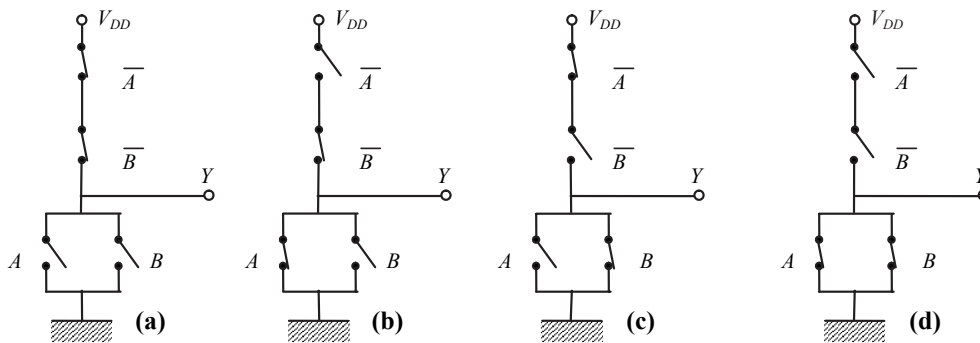 V_DD V_DD V_DD V_DD
A̅ A̅ A̅ A̅
B̅ B̅ B̅ B̅
Y Y Y Y
A B A B A B A B
(a) (b) (c) (d)